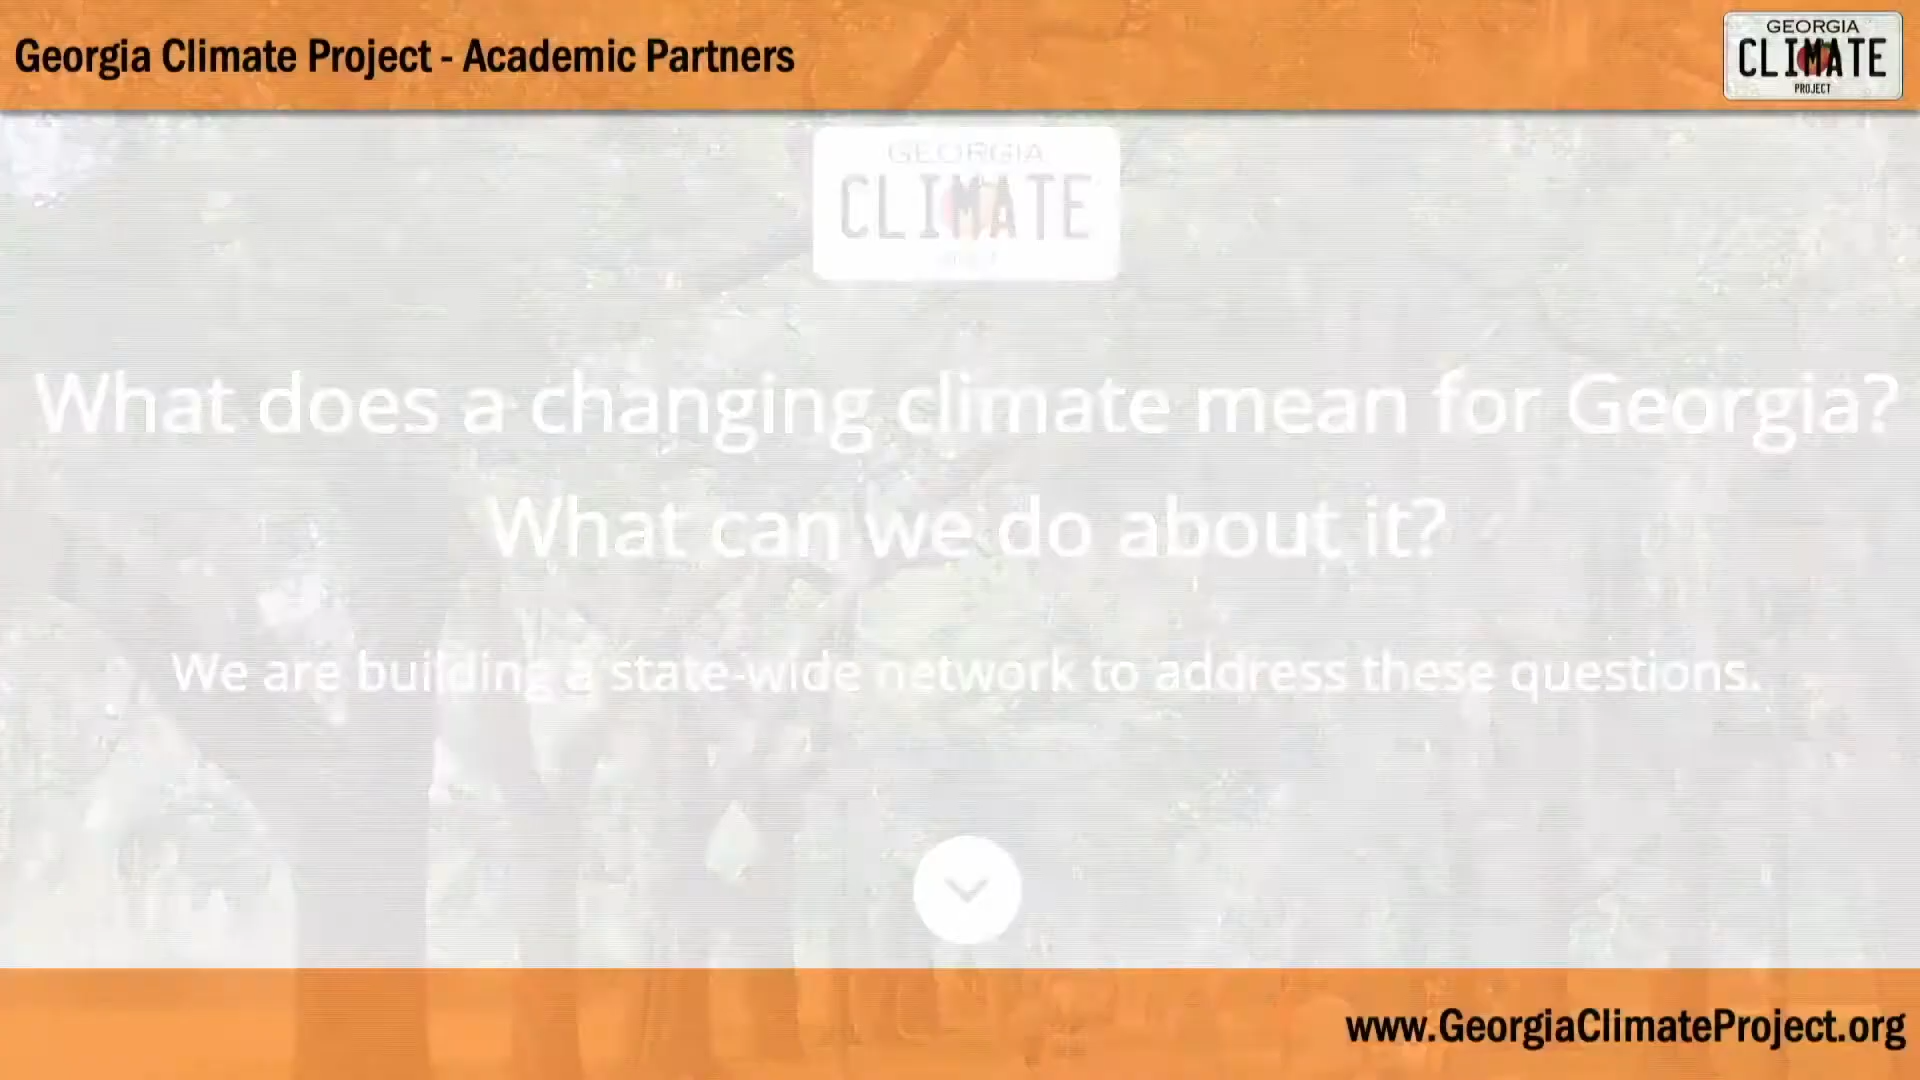 Georgia Climate Project - Academic Partners
GEORGIA
CLIMATE
PROJECT
GEORGIA
CLIMATE
What does a changing climate mean for Georgia?
What can we do about it?
We are building a state-wide network to address these questions.
www.GeorgiaClimateProject.org